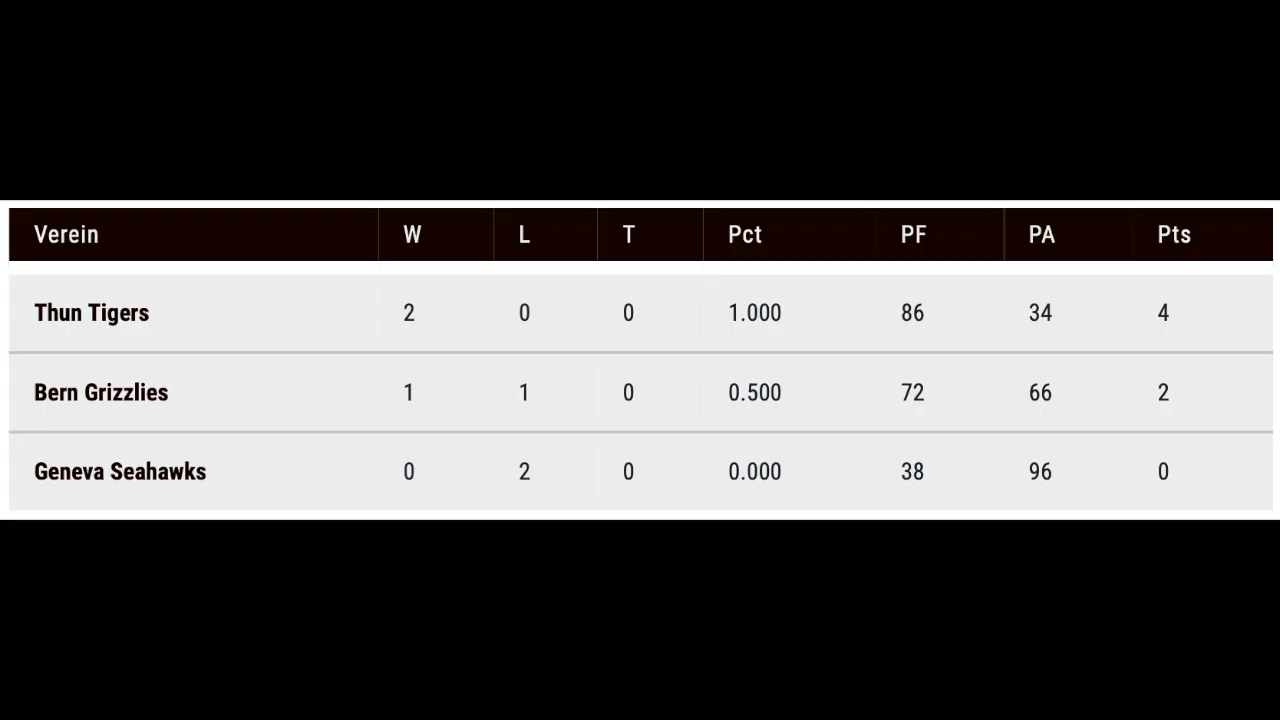 Verein W L T Pct PF PA Pts
Thun Tigers 2 0 0 1.000 86 34 4
Bern Grizzlies 1 1 0 0.500 72 66 2
Geneva Seahawks 0 2 0 0.000 38 96 0